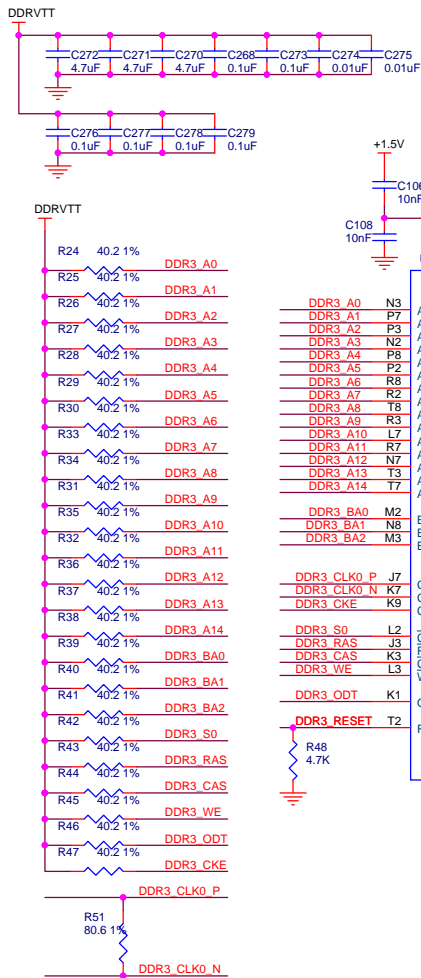 DDRVTT
C272 C271 C270 C268 C273 C274 C275
4.7uF 4.7uF 4.7uF 0.1uF 0.1uF 0.01uF 0.01uF
C276 C277 C278 C279
0.1uF 0.1uF 0.1uF 0.1uF
+1.5V
C106
10nF
C108
10nF
DDRVTT
R24 40.2 1% DDR3_A0
R25 40.2 1% DDR3_A1
R26 40.2 1% DDR3_A2
R27 40.2 1% DDR3_A3
R28 40.2 1% DDR3_A4
R29 40.2 1% DDR3_A5
R30 40.2 1% DDR3_A6
R33 40.2 1% DDR3_A7
R34 40.2 1% DDR3_A8
R31 40.2 1% DDR3_A9
R35 40.2 1% DDR3_A10
R32 40.2 1% DDR3_A11
R36 40.2 1% DDR3_A12
R37 40.2 1% DDR3_A13
R38 40.2 1% DDR3_A14
R39 40.2 1% DDR3_BA0
R40 40.2 1% DDR3_BA1
R41 40.2 1% DDR3_BA2
R42 40.2 1% DDR3_S0
R43 40.2 1% DDR3_RAS
R44 40.2 1% DDR3_CAS
R45 40.2 1% DDR3_WE
R46 40.2 1% DDR3_ODT
R47 40.2 1% DDR3_CKE
DDR3_CLK0_P
R51
80.6 1%
DDR3_CLK0_N
DDR3_A0 N3
DDR3_A1 P7
DDR3_A2 P3
DDR3_A3 N2
DDR3_A4 P8
DDR3_A5 P2
DDR3_A6 R8
DDR3_A7 R2
DDR3_A8 T8
DDR3_A9 R3
DDR3_A10 L7
DDR3_A11 R7
DDR3_A12 N7
DDR3_A13 T3
DDR3_A14 T7
DDR3_BA0 M2
DDR3_BA1 N8
DDR3_BA2 M3
DDR3_CLK0_P J7
DDR3_CLK0_N K7
DDR3_CKE K9
DDR3_S0 L2
DDR3_RAS J3
DDR3_CAS K3
DDR3_WE L3
DDR3_ODT K1
DDR3_RESET T2
R48
4.7K